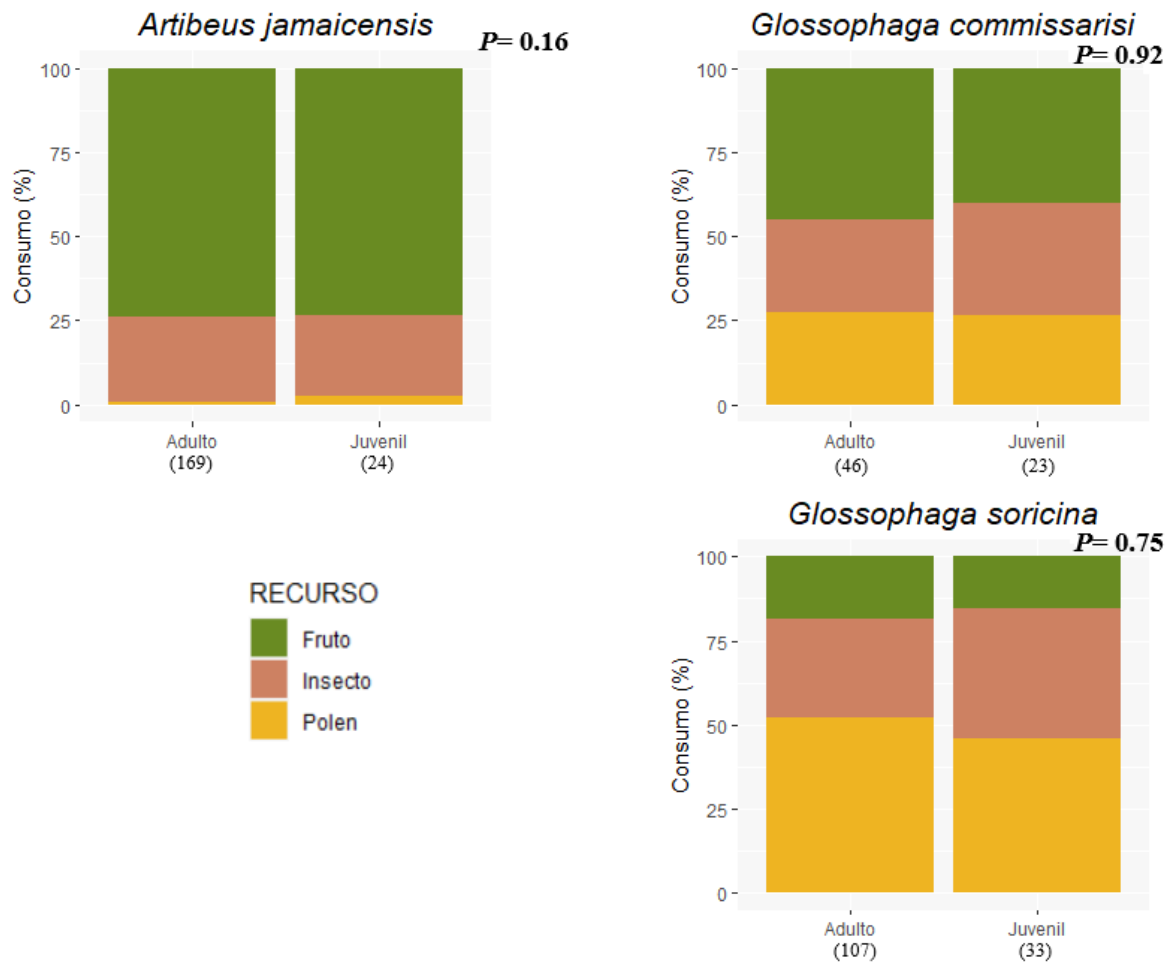 Artibeus jamaicensis
P= 0.16
100
75
50
25
0
Consumo (%)
Adulto
(169)
Juvenil
(24)
Glossophaga commissarisi
P= 0.92
100
75
50
25
0
Consumo (%)
Adulto
(46)
Juvenil
(23)
RECURSO
Fruto
Insecto
Polen
Glossophaga soricina
P= 0.75
100
75
50
25
0
Consumo (%)
Adulto
(107)
Juvenil
(33)